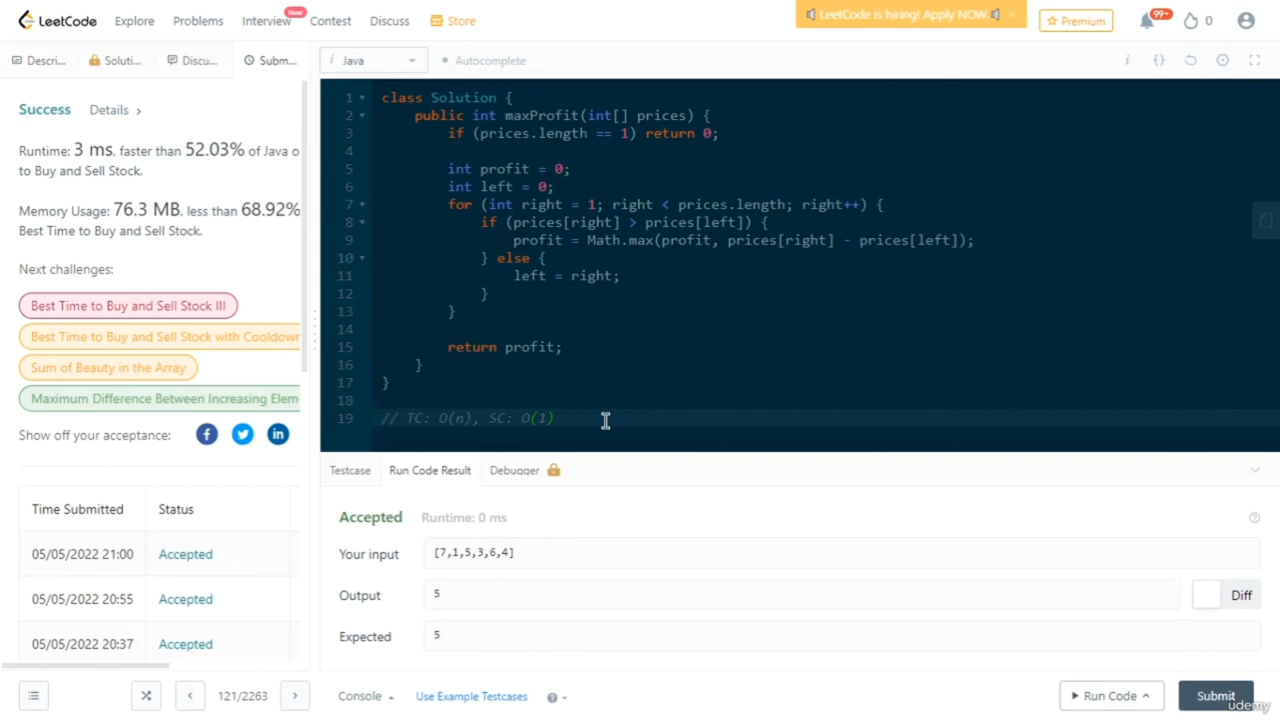 LeetCode
Explore
Problems
Interview
New
Contest
Discuss
Store
LeetCode is hiring! Apply NOW
Premium
99+
0
Descri...
Soluti...
Discu...
Subm...
i Java
Autocomplete
i
{}
Success
Details >
Runtime: 3 ms, faster than 52.03% of Java o
to Buy and Sell Stock.
Memory Usage: 76.3 MB, less than 68.92%
Best Time to Buy and Sell Stock.
Next challenges:
Best Time to Buy and Sell Stock III
Best Time to Buy and Sell Stock with Cooldown
Sum of Beauty in the Array
Maximum Difference Between Increasing Elem
Show off your acceptance:
Time Submitted Status
05/05/2022 21:00 Accepted
05/05/2022 20:55 Accepted
05/05/2022 20:37 Accepted
1 class Solution {
2 public int maxProfit(int[] prices) {
3 if (prices.length == 1) return 0;
4
5 int profit = 0;
6 int left = 0;
7 for (int right = 1; right < prices.length; right++) {
8 if (prices[right] > prices[left]) {
9 profit = Math.max(profit, prices[right] - prices[left]);
10 } else {
11 left = right;
12 }
13 }
14
15 return profit;
16 }
17 }
18
19 // TC: O(n), SC: O(1)
Testcase
Run Code Result
Debugger
Accepted
Runtime: 0 ms
Your input
[7,1,5,3,6,4]
Output
5
Diff
Expected
5
121/2263
Console
Use Example Testcases
Run Code
Submit
udemy